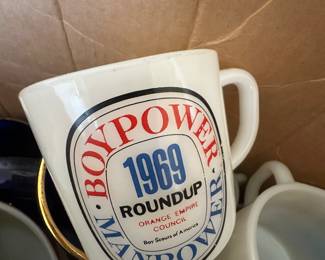 BOYPOWER
1969
ROUNDUP
ORANGE EMPIRE
COUNCIL
Boy Scouts of America
MANPOWER